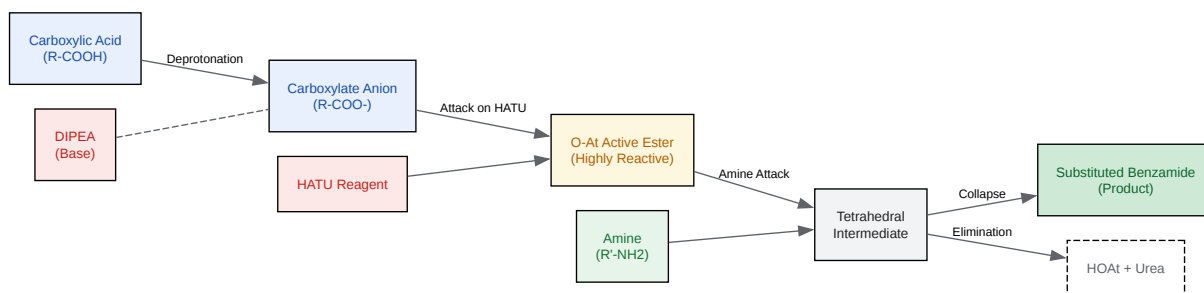 Carboxylic Acid
(R-COOH)
Deprotonation
DIPEA
(Base)
Carboxylate Anion
(R-COO-)
Attack on HATU
HATU Reagent
O-At Active Ester
(Highly Reactive)
Amine Attack
Amine
(R'-NH2)
Tetrahedral
Intermediate
Collapse
Elimination
Substituted Benzamide
(Product)
HOAt + Urea